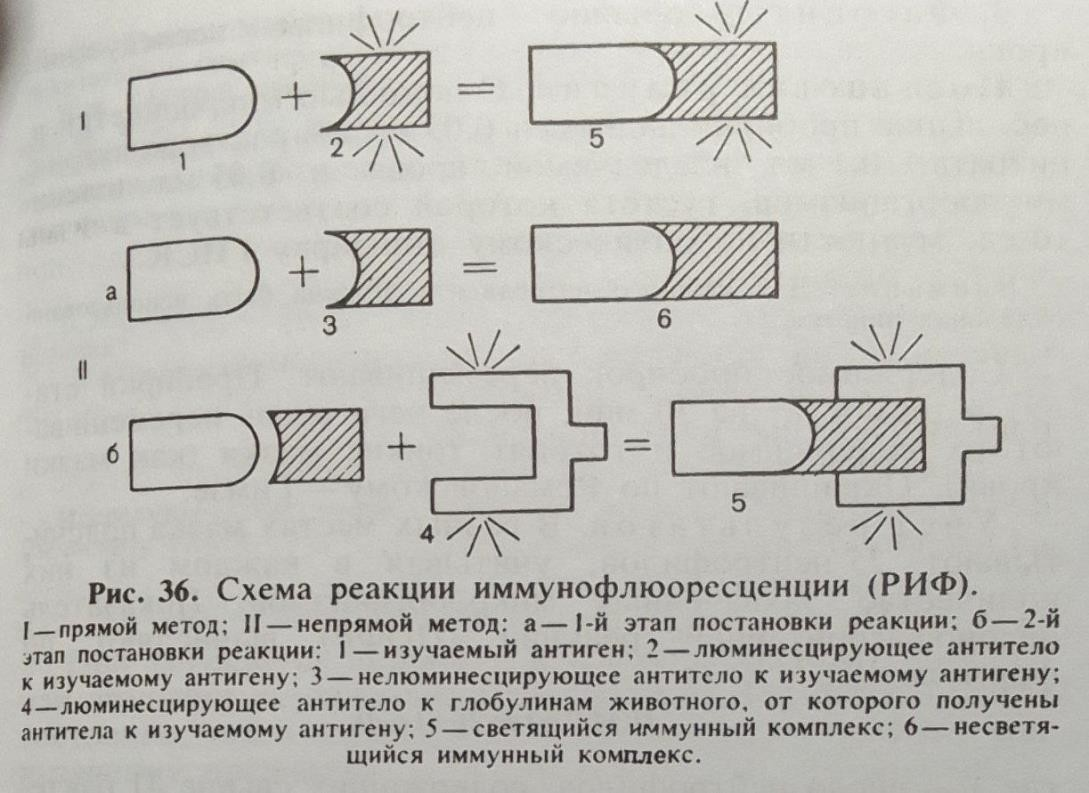 I
1
2
5
а
3
6
II
б
4
5
Рис. 36. Схема реакции иммунофлюоресценции (РИФ).
I—прямой метод; II—непрямой метод: а—1-й этап постановки реакции; б—2-й
этап постановки реакции: 1—изучаемый антиген; 2—люминесцирующее антитело
к изучаемому антигену; 3—нелюминесцирующее антитело к изучаемому антигену;
4—люминесцирующее антитело к глобулинам животного, от которого получены
антитела к изучаемому антигену; 5—светящийся иммунный комплекс; 6—несветя-
щийся иммунный комплекс.